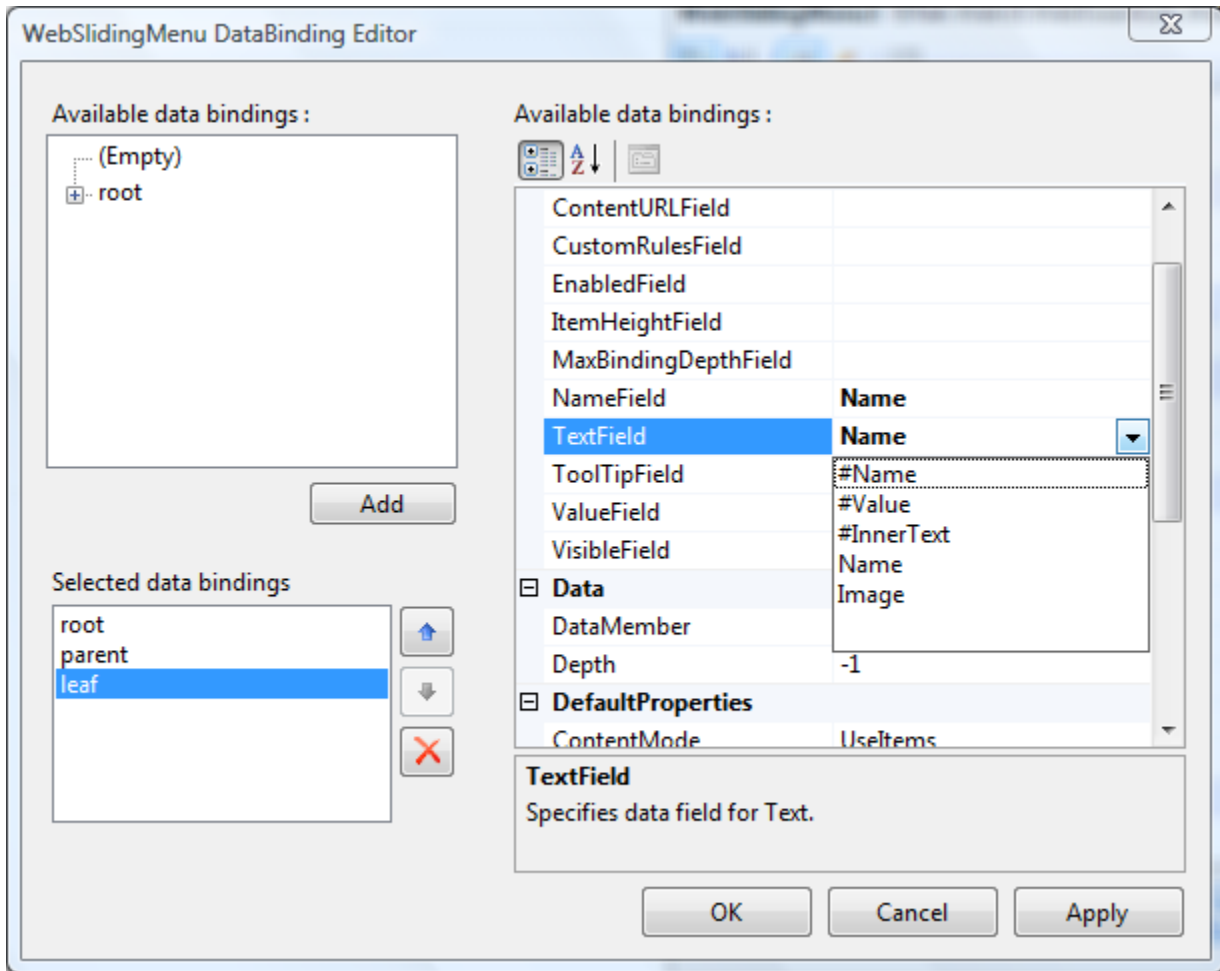 WebSlidingMenu DataBinding Editor
Available data bindings :
(Empty)
root
Add
Selected data bindings
root
parent
leaf
Available data bindings :
ContentURLField
CustomRulesField
EnabledField
ItemHeightField
MaxBindingDepthField
NameField Name
TextField Name
#Name
#Value
#InnerText
Name
Image
ToolTipField
ValueField
VisibleField
Data
DataMember
Depth -1
DefaultProperties
ContentMode UseItems
TextField
Specifies data field for Text.
OK Cancel Apply